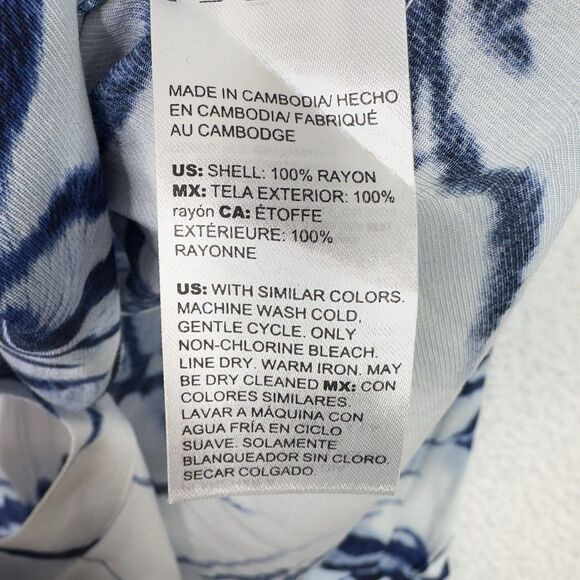 MADE IN CAMBODIA/ HECHO
EN CAMBODIA/ FABRIQUÉ
AU CAMBODGE
US: SHELL: 100% RAYON
MX: TELA EXTERIOR: 100%
rayón CA: ÉTOFFE
EXTÉRIEURE: 100%
RAYONNE
US: WITH SIMILAR COLORS.
MACHINE WASH COLD,
GENTLE CYCLE. ONLY
NON-CHLORINE BLEACH.
LINE DRY. WARM IRON. MAY
BE DRY CLEANED MX: CON
COLORES SIMILARES.
LAVAR A MÁQUINA CON
AGUA FRÍA EN CICLO
SUAVE. SOLAMENTE
BLANQUEADOR SIN CLORO.
SECAR COLGADO.